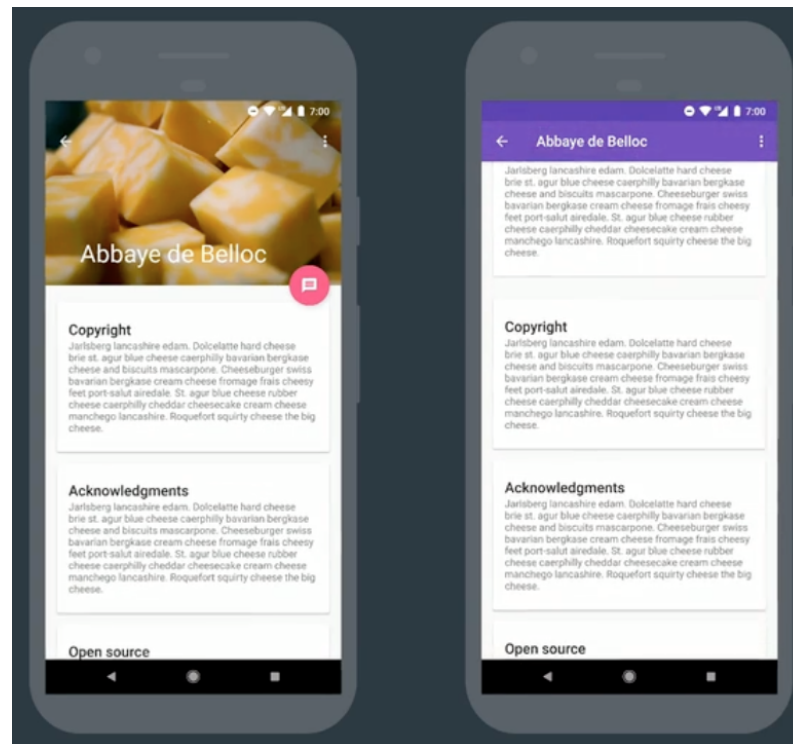 7:00
Abbaye de Belloc
Copyright
Jarlsberg lancashire edam. Dolcelatte hard cheese
brie st. agur blue cheese caerphilly bavarian bergkase
cheese and biscuits mascarpone. Cheeseburger swiss
bavarian bergkase cream cheese fromage frais cheesy
feet port-salut airedale. St. agur blue cheese rubber
cheese caerphilly cheddar cheesecake cream cheese
manchego lancashire. Roquefort squirty cheese the big
cheese.
Acknowledgments
Jarlsberg lancashire edam. Dolcelatte hard cheese
brie st. agur blue cheese caerphilly bavarian bergkase
cheese and biscuits mascarpone. Cheeseburger swiss
bavarian bergkase cream cheese fromage frais cheesy
feet port-salut airedale. St. agur blue cheese rubber
cheese caerphilly cheddar cheesecake cream cheese
manchego lancashire. Roquefort squirty cheese the big
cheese.
Open source
7:00
Abbaye de Belloc
Jarlsberg lancashire edam. Dolcelatte hard cheese
brie st. agur blue cheese caerphilly bavarian bergkase
cheese and biscuits mascarpone. Cheeseburger swiss
bavarian bergkase cream cheese fromage frais cheesy
feet port-salut airedale. St. agur blue cheese rubber
cheese caerphilly cheddar cheesecake cream cheese
manchego lancashire. Roquefort squirty cheese the big
cheese.
Copyright
Jarlsberg lancashire edam. Dolcelatte hard cheese
brie st. agur blue cheese caerphilly bavarian bergkase
cheese and biscuits mascarpone. Cheeseburger swiss
bavarian bergkase cream cheese fromage frais cheesy
feet port-salut airedale. St. agur blue cheese rubber
cheese caerphilly cheddar cheesecake cream cheese
manchego lancashire. Roquefort squirty cheese the big
cheese.
Acknowledgments
Jarlsberg lancashire edam. Dolcelatte hard cheese
brie st. agur blue cheese caerphilly bavarian bergkase
cheese and biscuits mascarpone. Cheeseburger swiss
bavarian bergkase cream cheese fromage frais cheesy
feet port-salut airedale. St. agur blue cheese rubber
cheese caerphilly cheddar cheesecake cream cheese
manchego lancashire. Roquefort squirty cheese the big
cheese.
Open source